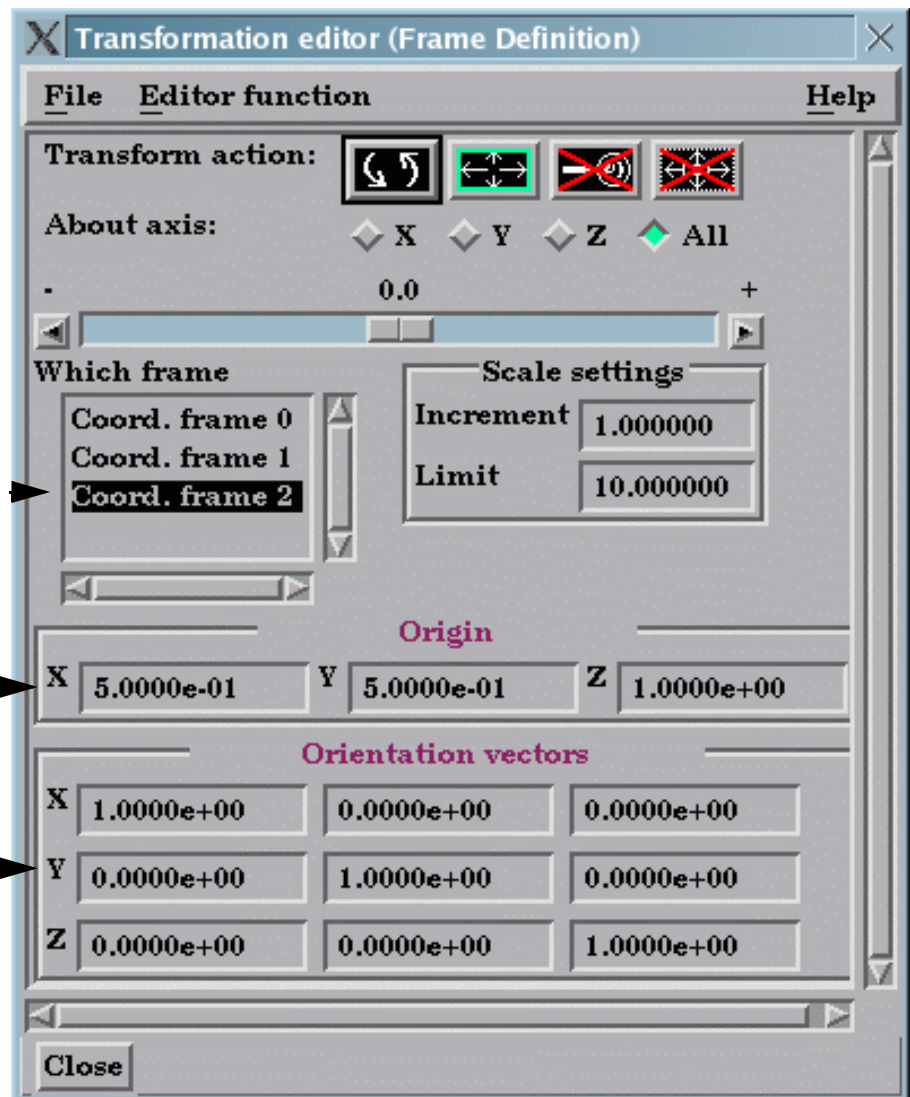 Transformation editor (Frame Definition)
File Editor function Help
Transform action:
About axis:
X Y Z All
- 0.0 +
Which frame
Coord. frame 0
Coord. frame 1
Coord. frame 2
Scale settings
Increment 1.000000
Limit 10.000000
Origin
X 5.0000e-01 Y 5.0000e-01 Z 1.0000e+00
Orientation vectors
X 1.0000e+00 0.0000e+00 0.0000e+00
Y 0.0000e+00 1.0000e+00 0.0000e+00
Z 0.0000e+00 0.0000e+00 1.0000e+00
Close